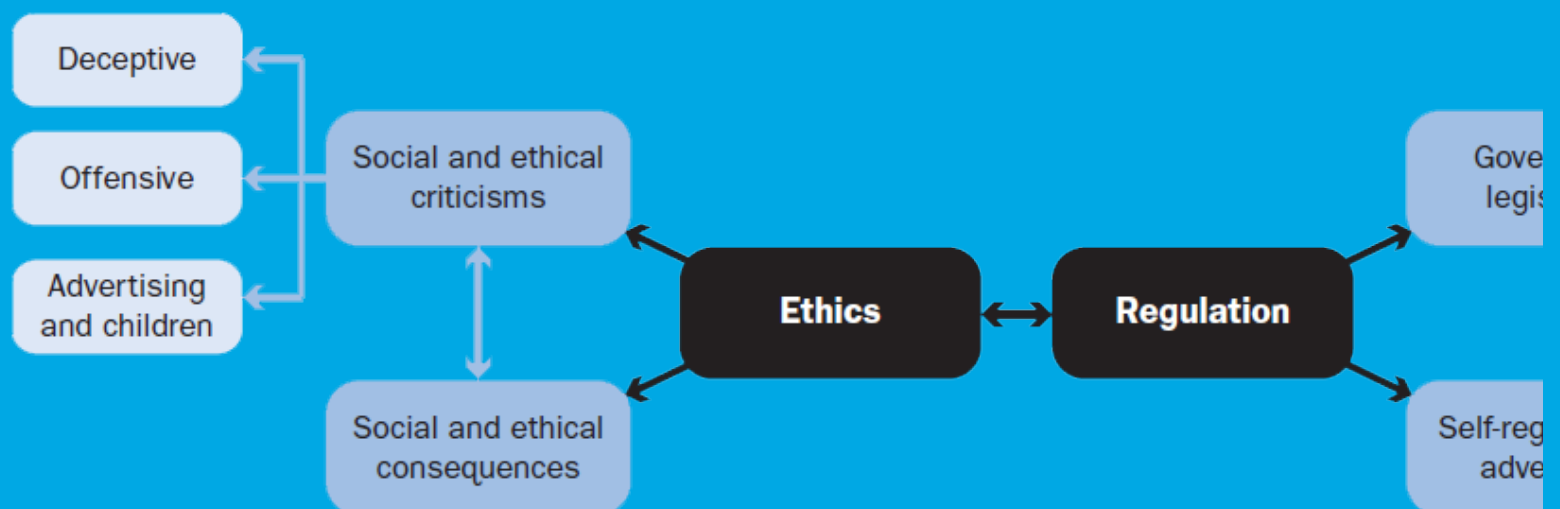 Deceptive
Offensive
Advertising
and children
Social and ethical
criticisms
Social and ethical
consequences
Ethics
Regulation